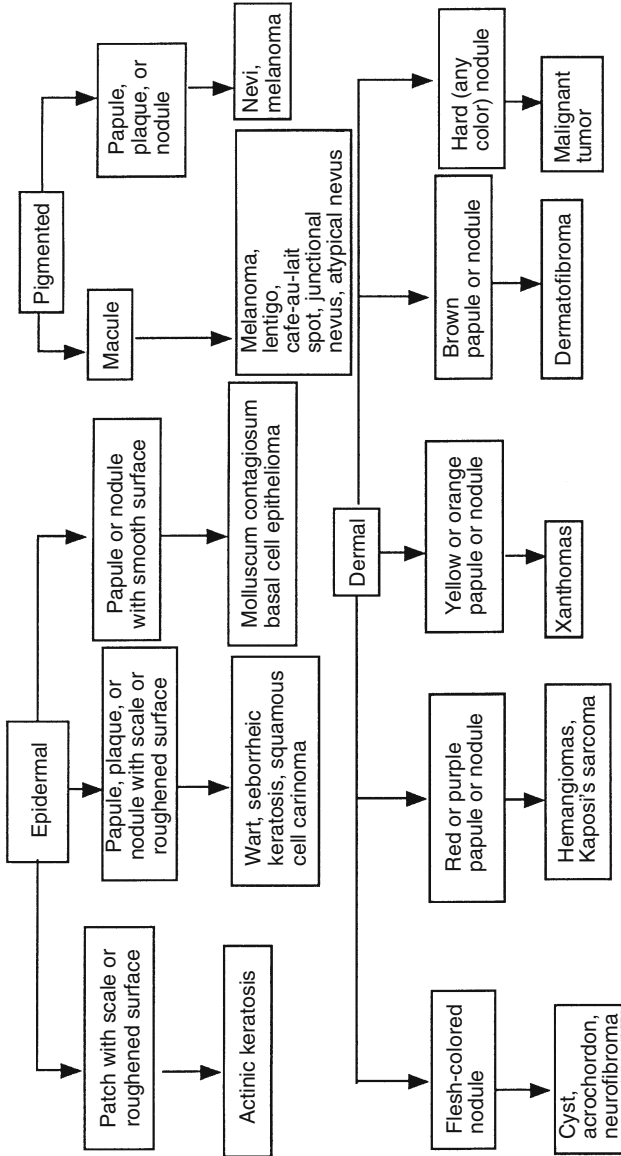 Epidermal
Patch with scale or
roughened surface
Actinic keratosis
Papule, plaque, or
nodule with scale or
roughened surface
Wart, seborrheic
keratosis, squamous
cell carinoma
Papule or nodule
with smooth surface
Molluscum contagiosum
basal cell epithelioma
Pigmented
Macule
Melanoma,
lentigo,
cafe-au-lait
spot, junctional
nevus, atypical nevus
Papule,
plaque, or
nodule
Nevi,
melanoma
Dermal
Flesh-colored
nodule
Cyst,
acrochordon,
neurofibroma
Red or purple
papule or nodule
Hemangiomas,
Kaposi's sarcoma
Yellow or orange
papule or nodule
Xanthomas
Brown
papule or nodule
Dermatofibroma
Hard (any
color) nodule
Malignant
tumor